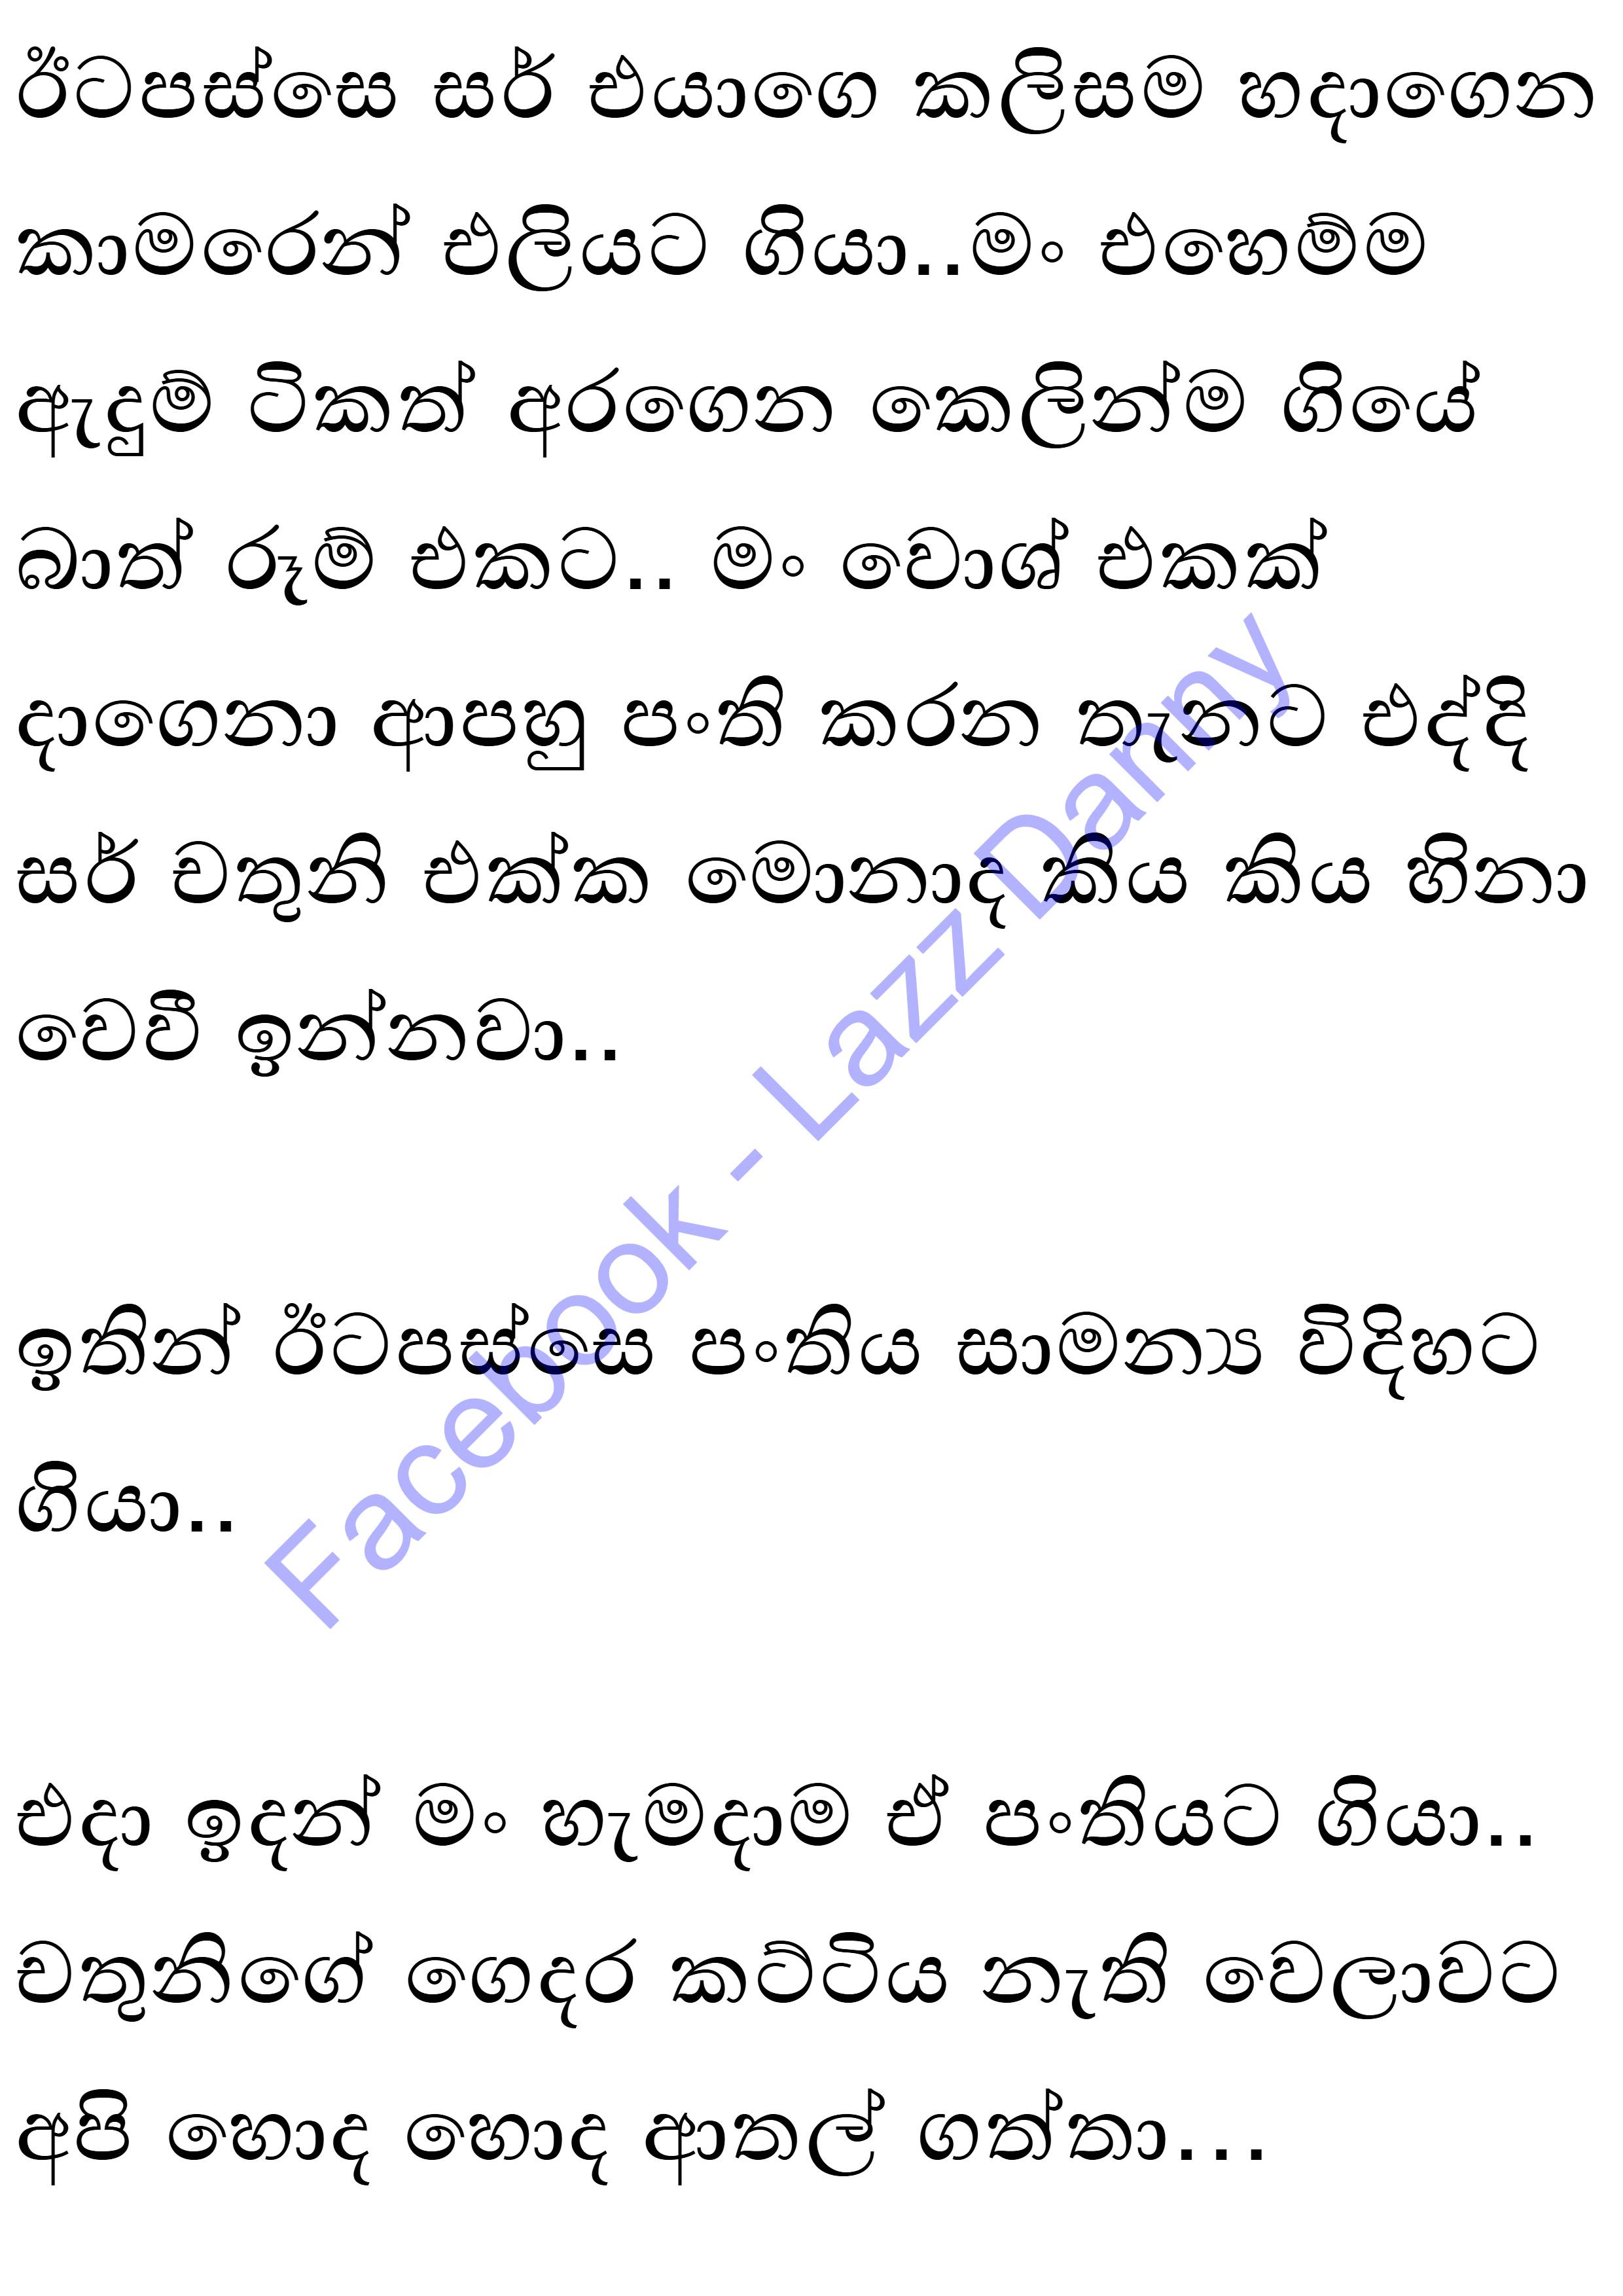 ඊටපස්සෙ සර් එයාගෙ කලිසම හදාගෙන
කාමරෙන් එලියට ගියා..මං එහෙම්ම
ඇදුම් ටිකත් අරගෙන කෙලින්ම ගියේ
බාත් රූම් එකට.. මං වොශ් එකක්
දාගෙනා ආපහු පංති කරන තැනට එද්දි
සර් චතුනි එක්ක මොනාද කිය කිය හිනා
වෙවී ඉන්නවා..
ඉතින් ඊටපස්සෙ පංතිය සාමන්‍ය විදිහට
ගියා..
එදා ඉදන් මං හැමදාම ඒ පංතියට ගියා..
චතුනිගේ ගෙදර කට්ටිය නැති වෙලාවට
අපි හොද හොද ආතල් ගත්තා...
Facebook - Lazz Danny